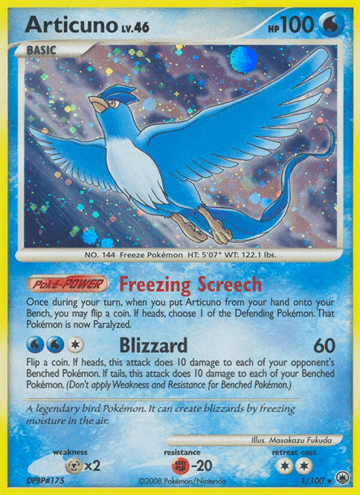 Articuno LV.46 HP 100
BASIC
NO. 144 Freeze Pokémon HT: 5'07" WT: 122.1 lbs.
Poké-POWER Freezing Screech
Once during your turn, when you put Articuno from your hand onto your
Bench, you may flip a coin. If heads, choose 1 of the Defending Pokémon. That
Pokémon is now Paralyzed.
Blizzard 60
Flip a coin. If heads, this attack does 10 damage to each of your opponent's
Benched Pokémon. If tails, this attack does 10 damage to each of your
Benched Pokémon. (Don't apply Weakness and Resistance for Benched Pokémon.)
A legendary bird Pokémon. It can create blizzards by freezing
moisture in the air.
Illus. Masakazu Fukuda
weakness resistance retreat cost
×2 -20
DPBP#175 ©2008 Pokémon/Nintendo 1/100 ★